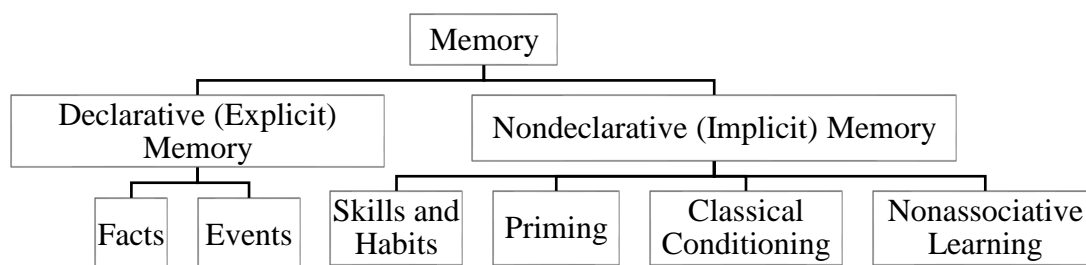 Memory
Declarative (Explicit)
Memory
Nondeclarative (Implicit) Memory
Facts
Events
Skills and
Habits
Priming
Classical
Conditioning
Nonassociative
Learning